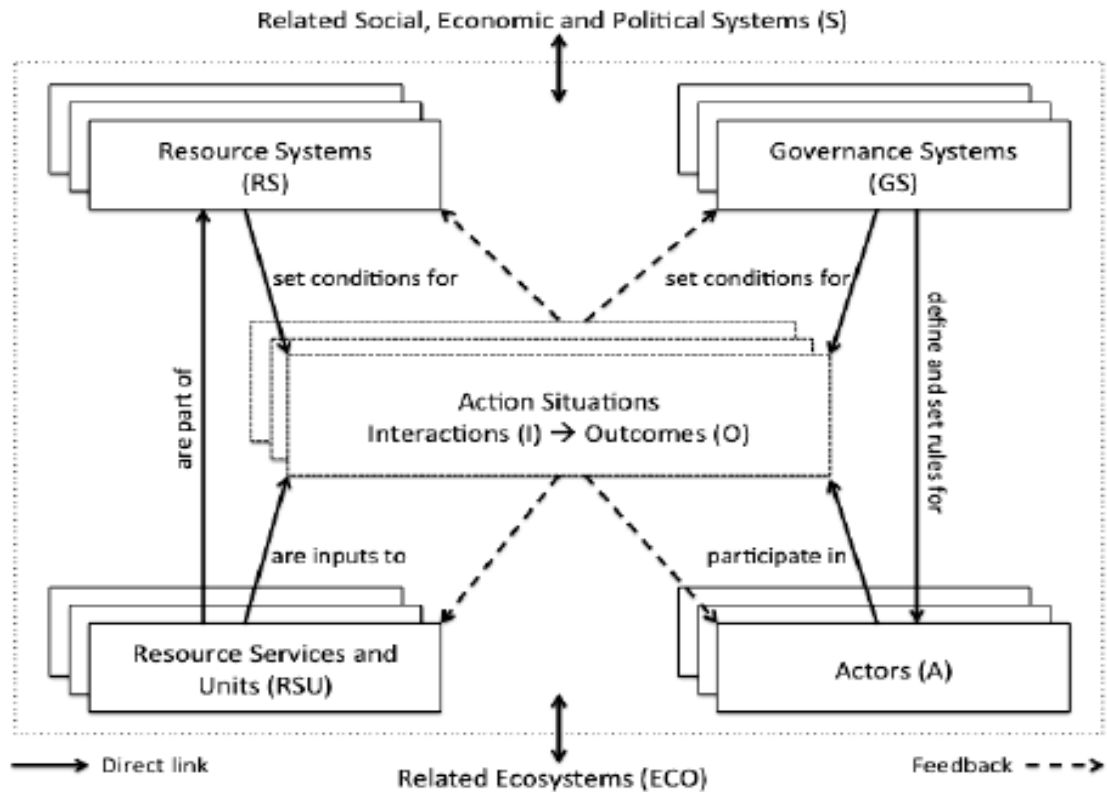 Related Social, Economic and Political Systems (S)
Resource Systems
(RS)
Governance Systems
(GS)
set conditions for
set conditions for
are part of
define and set rules for
Action Situations
Interactions (I) → Outcomes (O)
are inputs to
participate in
Resource Services and
Units (RSU)
Actors (A)
Direct link
Related Ecosystems (ECO)
Feedback